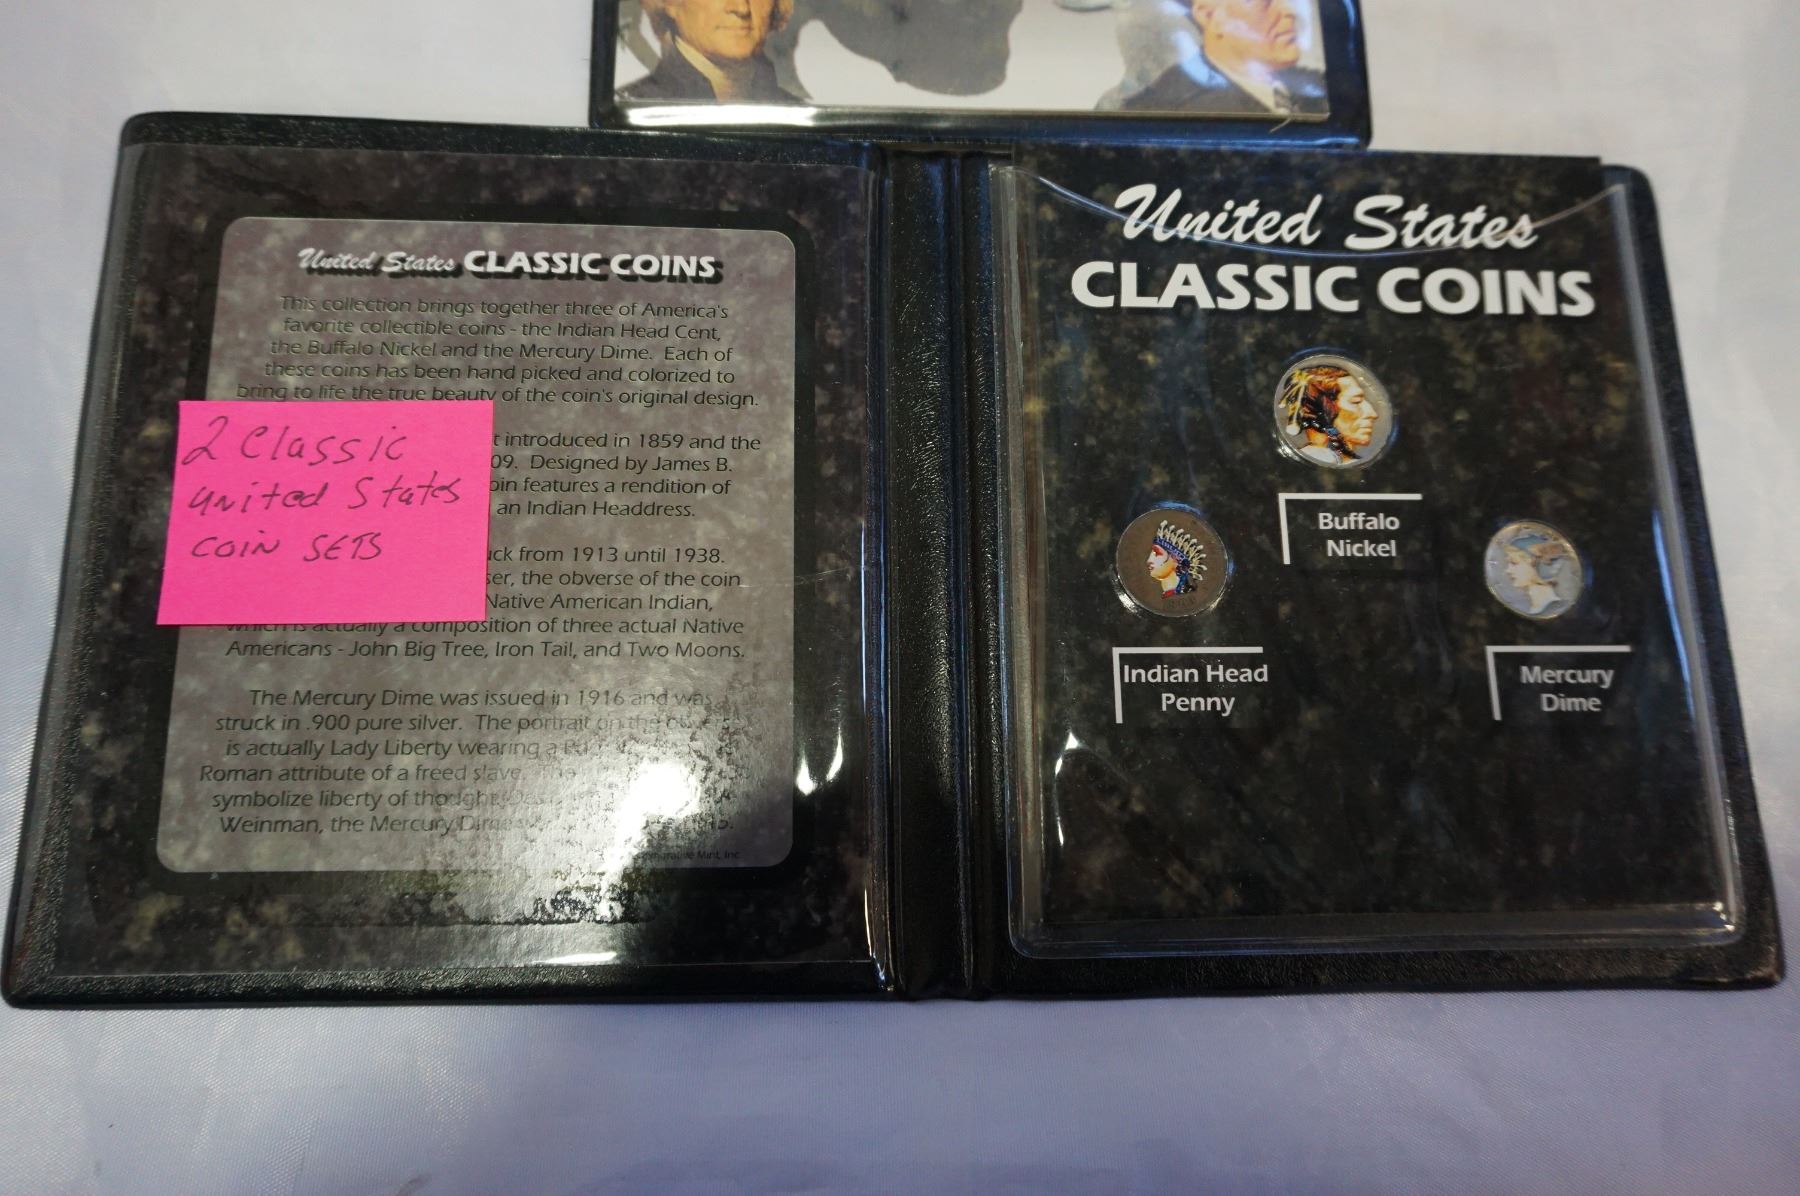 United States CLASSIC COINS
This collection brings together three of America's
favorite collectible coins - the Indian Head Cent,
the Buffalo Nickel and the Mercury Dime. Each of
these coins has been hand picked and colorized to
bring to life the true beauty of the coin's original design.
introduced in 1859 and the
09. Designed by James B.
features a rendition of
an Indian Headdress.
from 1913 until 1938.
the obverse of the coin
Native American Indian,
which is actually a composition of three actual Native
Americans - John Big Tree, Iron Tail, and Two Moons.
The Mercury Dime was issued in 1916 and was
struck in .900 pure silver. The portrait on the obverse
is actually Lady Liberty wearing a
Roman attribute of a freed slave.
symbolize liberty of thought.
Weinman, the Mercury Dime
Mint, Inc
2 Classic
United States
COIN SETS
United States
CLASSIC COINS
Buffalo
Nickel
Indian Head
Penny
Mercury
Dime